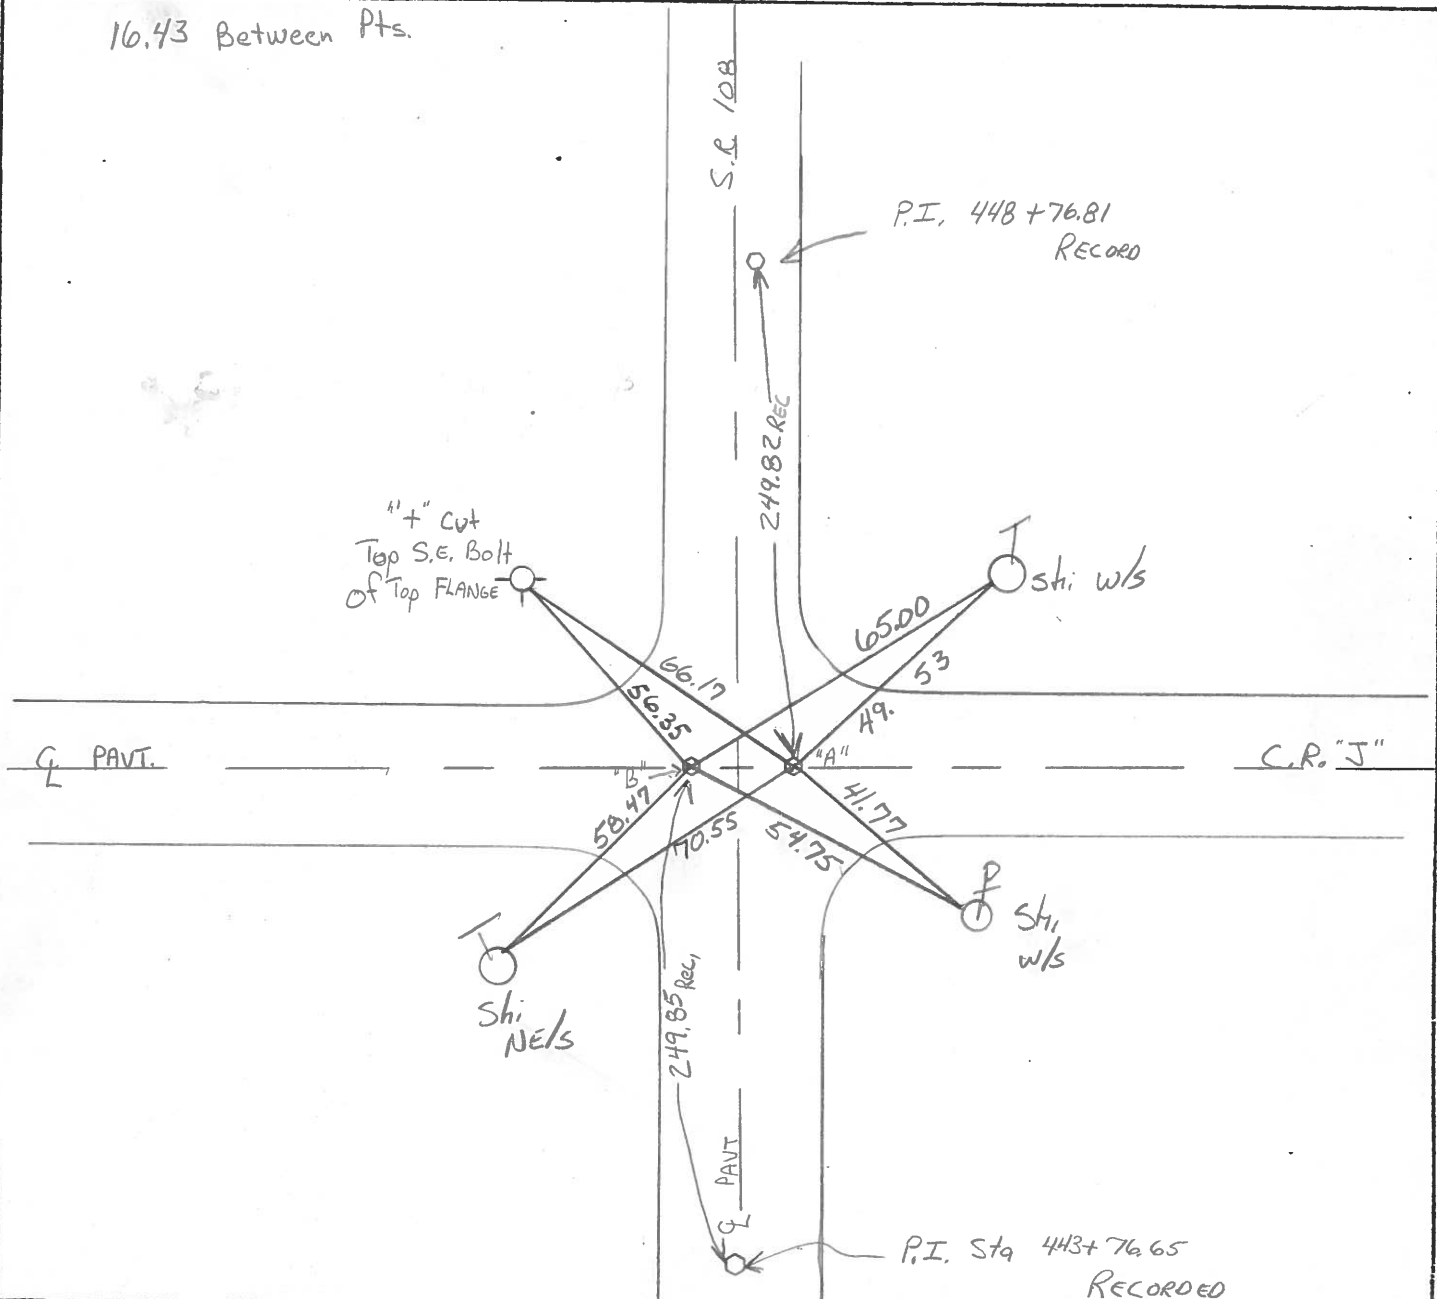 16.43 Between Pts.
S.R. 108
P.I. 448+76.81
RECORD
249.82 REC
"+" Cut
Top S.E. Bolt
of Top FLANGE
Shi w/s
65.00
53
49.
66.17
56.35
℄ PAVT.
"B"
"A"
C.R. "J"
58.47
70.55
54.75
41.77
Shi
NE/s
Shi
w/s
249.85 Rec,
℄ PAVT
P.I. Sta 443+76.65
RECORDED